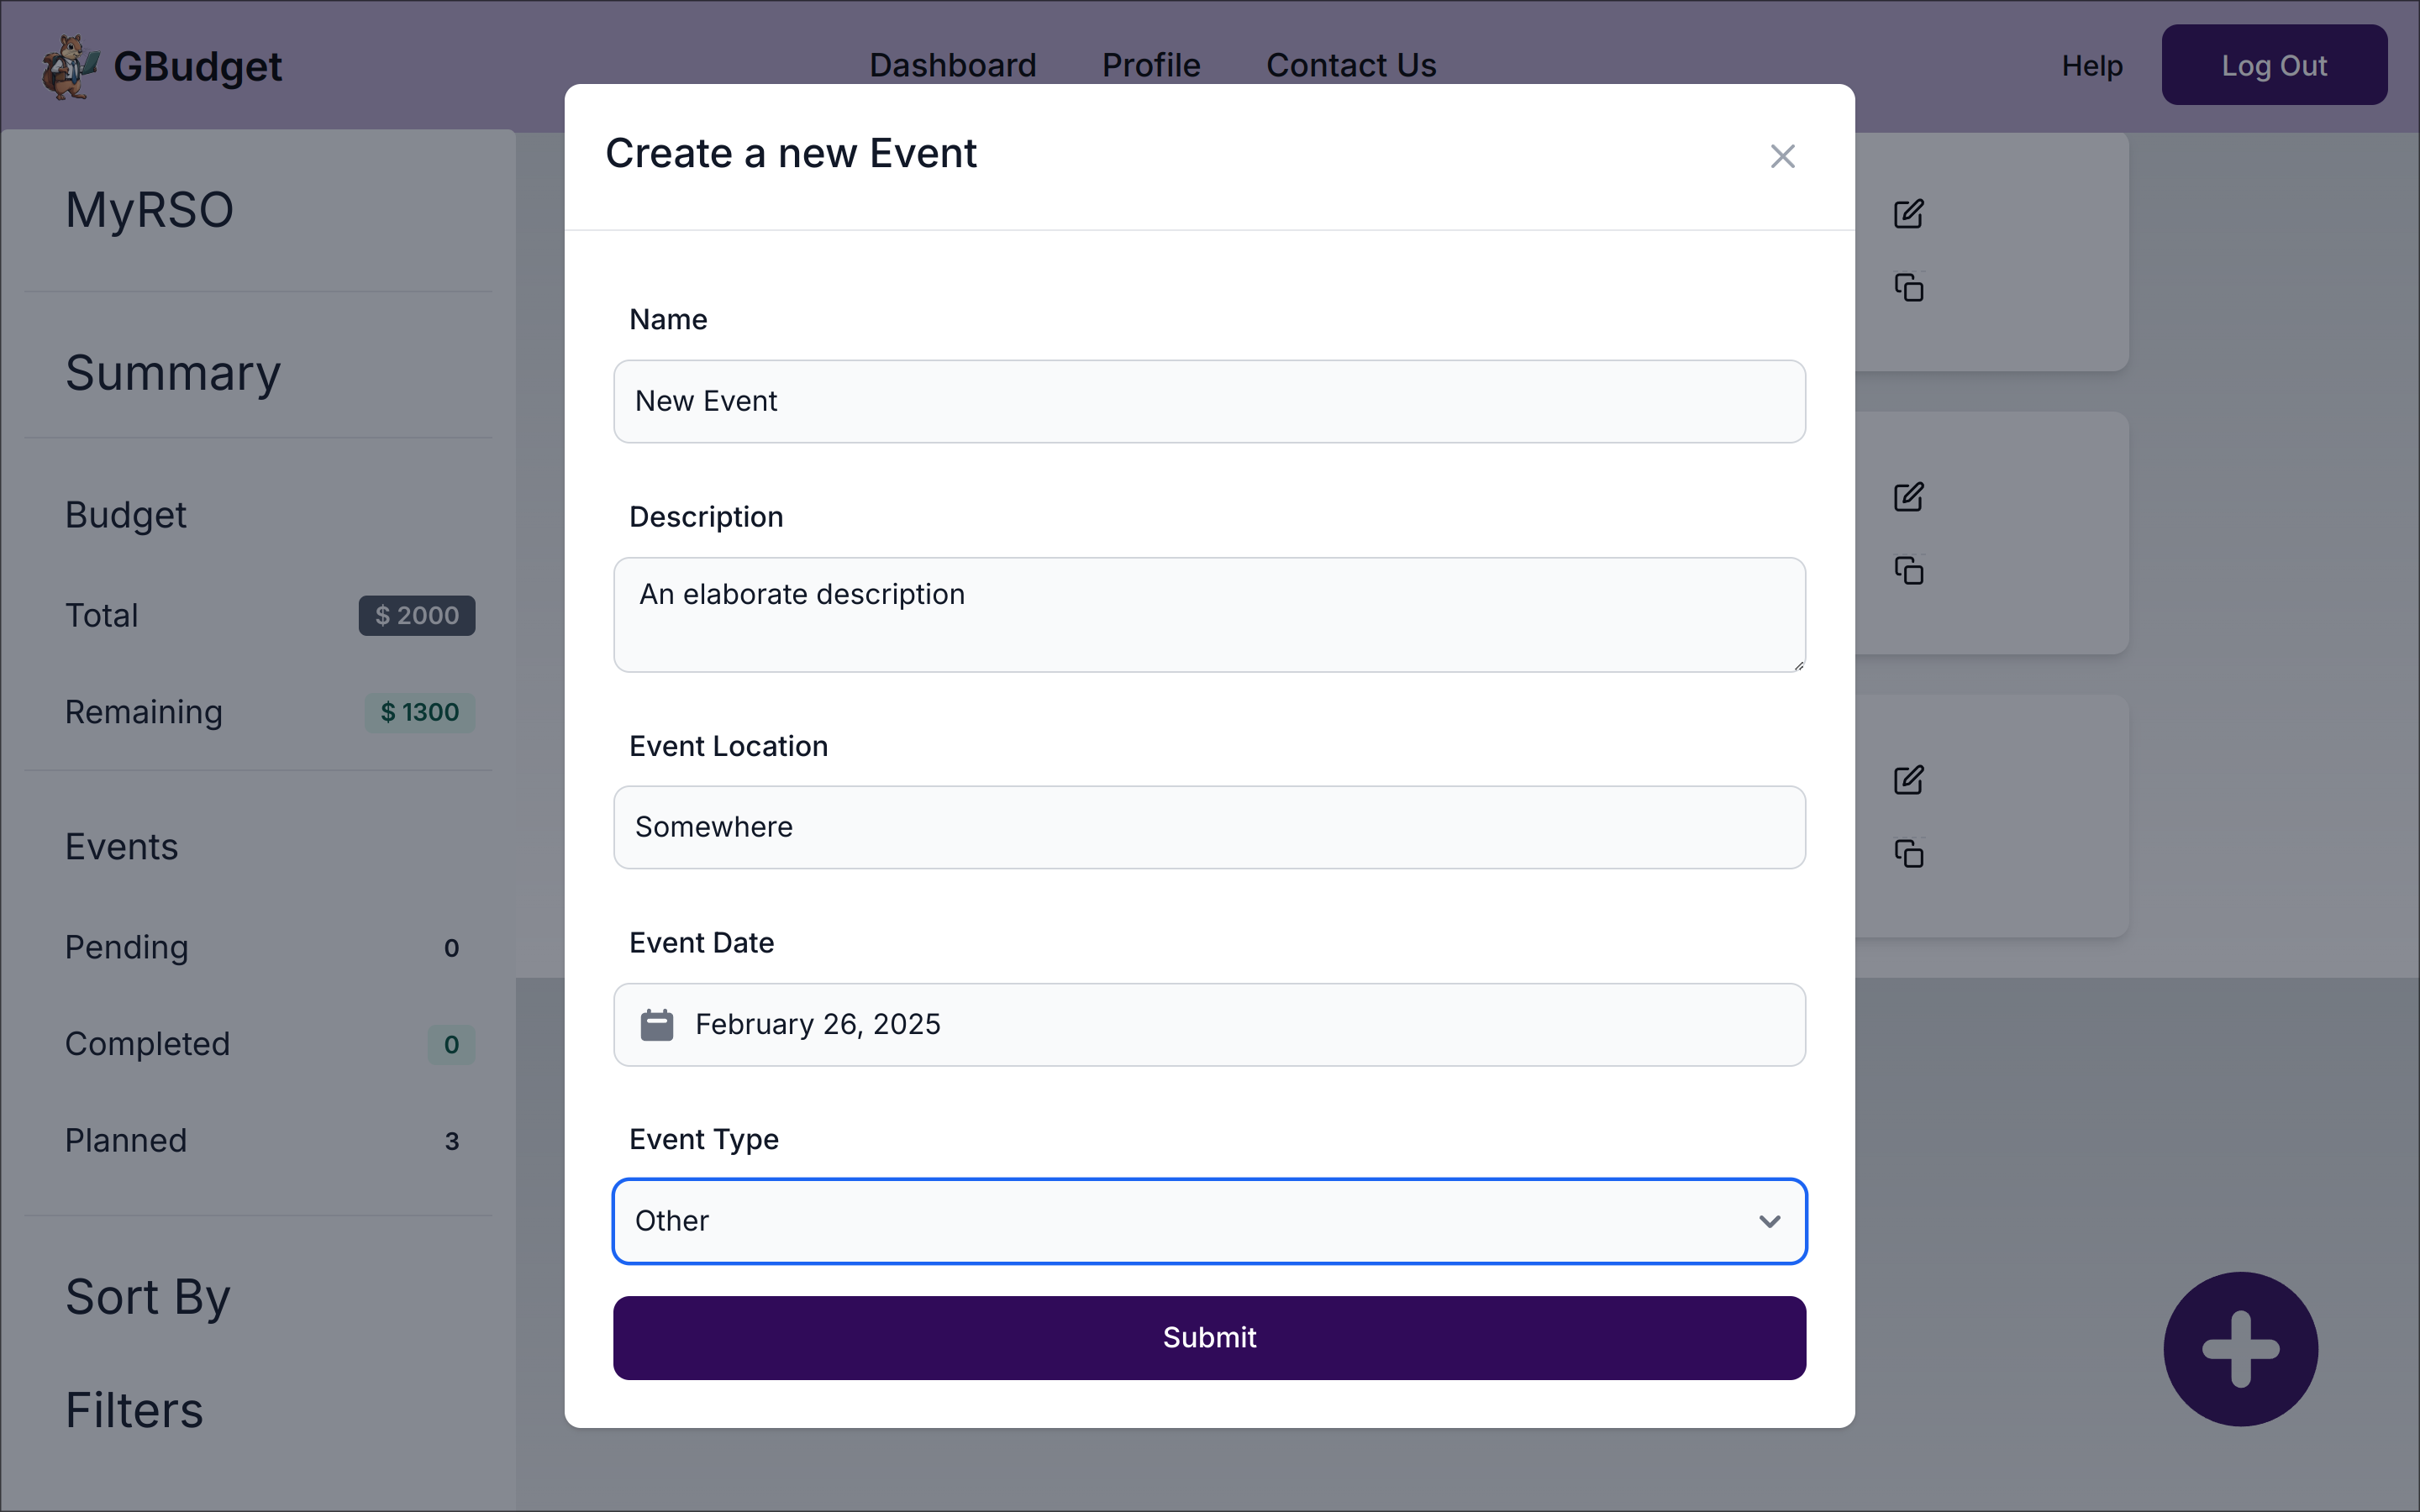 GBudget
Dashboard Profile Contact Us
Help
Log Out
MyRSO
Summary
Budget
Total $ 2000
Remaining $ 1300
Events
Pending 0
Completed 0
Planned 3
Sort By
Filters
Create a new Event
Name
New Event
Description
An elaborate description
Event Location
Somewhere
Event Date
February 26, 2025
Event Type
Other
Submit